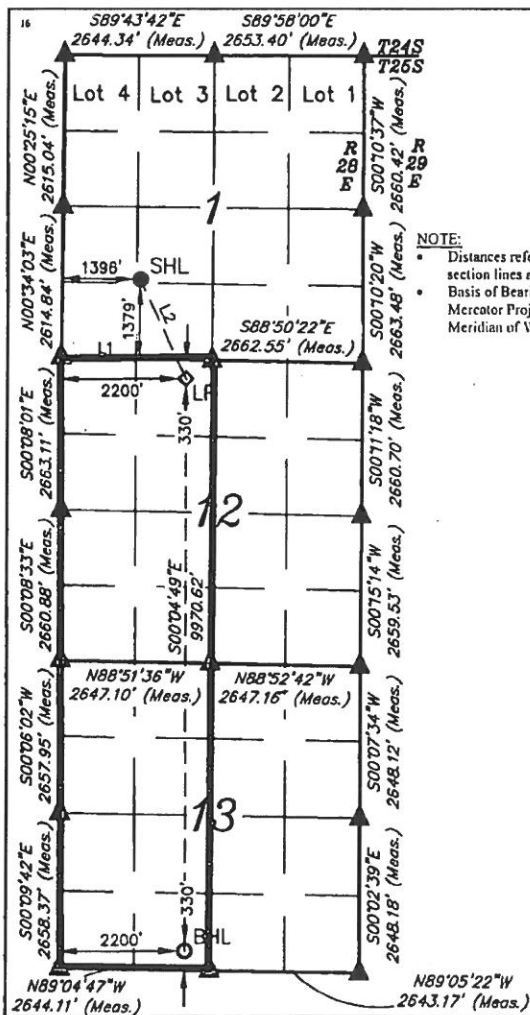 16
S89°43'42"E
2644.34' (Meas.)
S89°58'00"E
2653.40' (Meas.)
T24S
T25S
Lot 4
Lot 3
Lot 2
Lot 1
N00°25'15"E
2615.04' (Meas.)
S00°10'37"W
2660.42' (Meas.)
R
28
E
R
29
E
1
NOTE:
• Distances refe
section lines a
• Basis of Bear
Mercator Proj
Meridian of W
N00°34'03"E
2614.84' (Meas.)
1398'
SHL
1379'
L2
S00°10'20"W
2663.48' (Meas.)
L1
S88°50'22"E
2662.55' (Meas.)
2200'
LP
330'
S00°08'01"E
2663.11' (Meas.)
S00°11'18"W
2660.70' (Meas.)
12
S00°04'49"E
9970.62'
S00°08'33"E
2660.88' (Meas.)
S00°15'14"W
2659.53' (Meas.)
N88°51'36"W
2647.10' (Meas.)
N88°52'42"W
2647.16' (Meas.)
S00°06'02"W
2657.95' (Meas.)
S00°07'34"W
2648.12' (Meas.)
13
S00°09'42"E
2658.37' (Meas.)
330'
S00°02'39"E
2648.18' (Meas.)
2200'
BHL
N89°04'47"W
2644.11' (Meas.)
N89°05'22"W
2643.17' (Meas.)